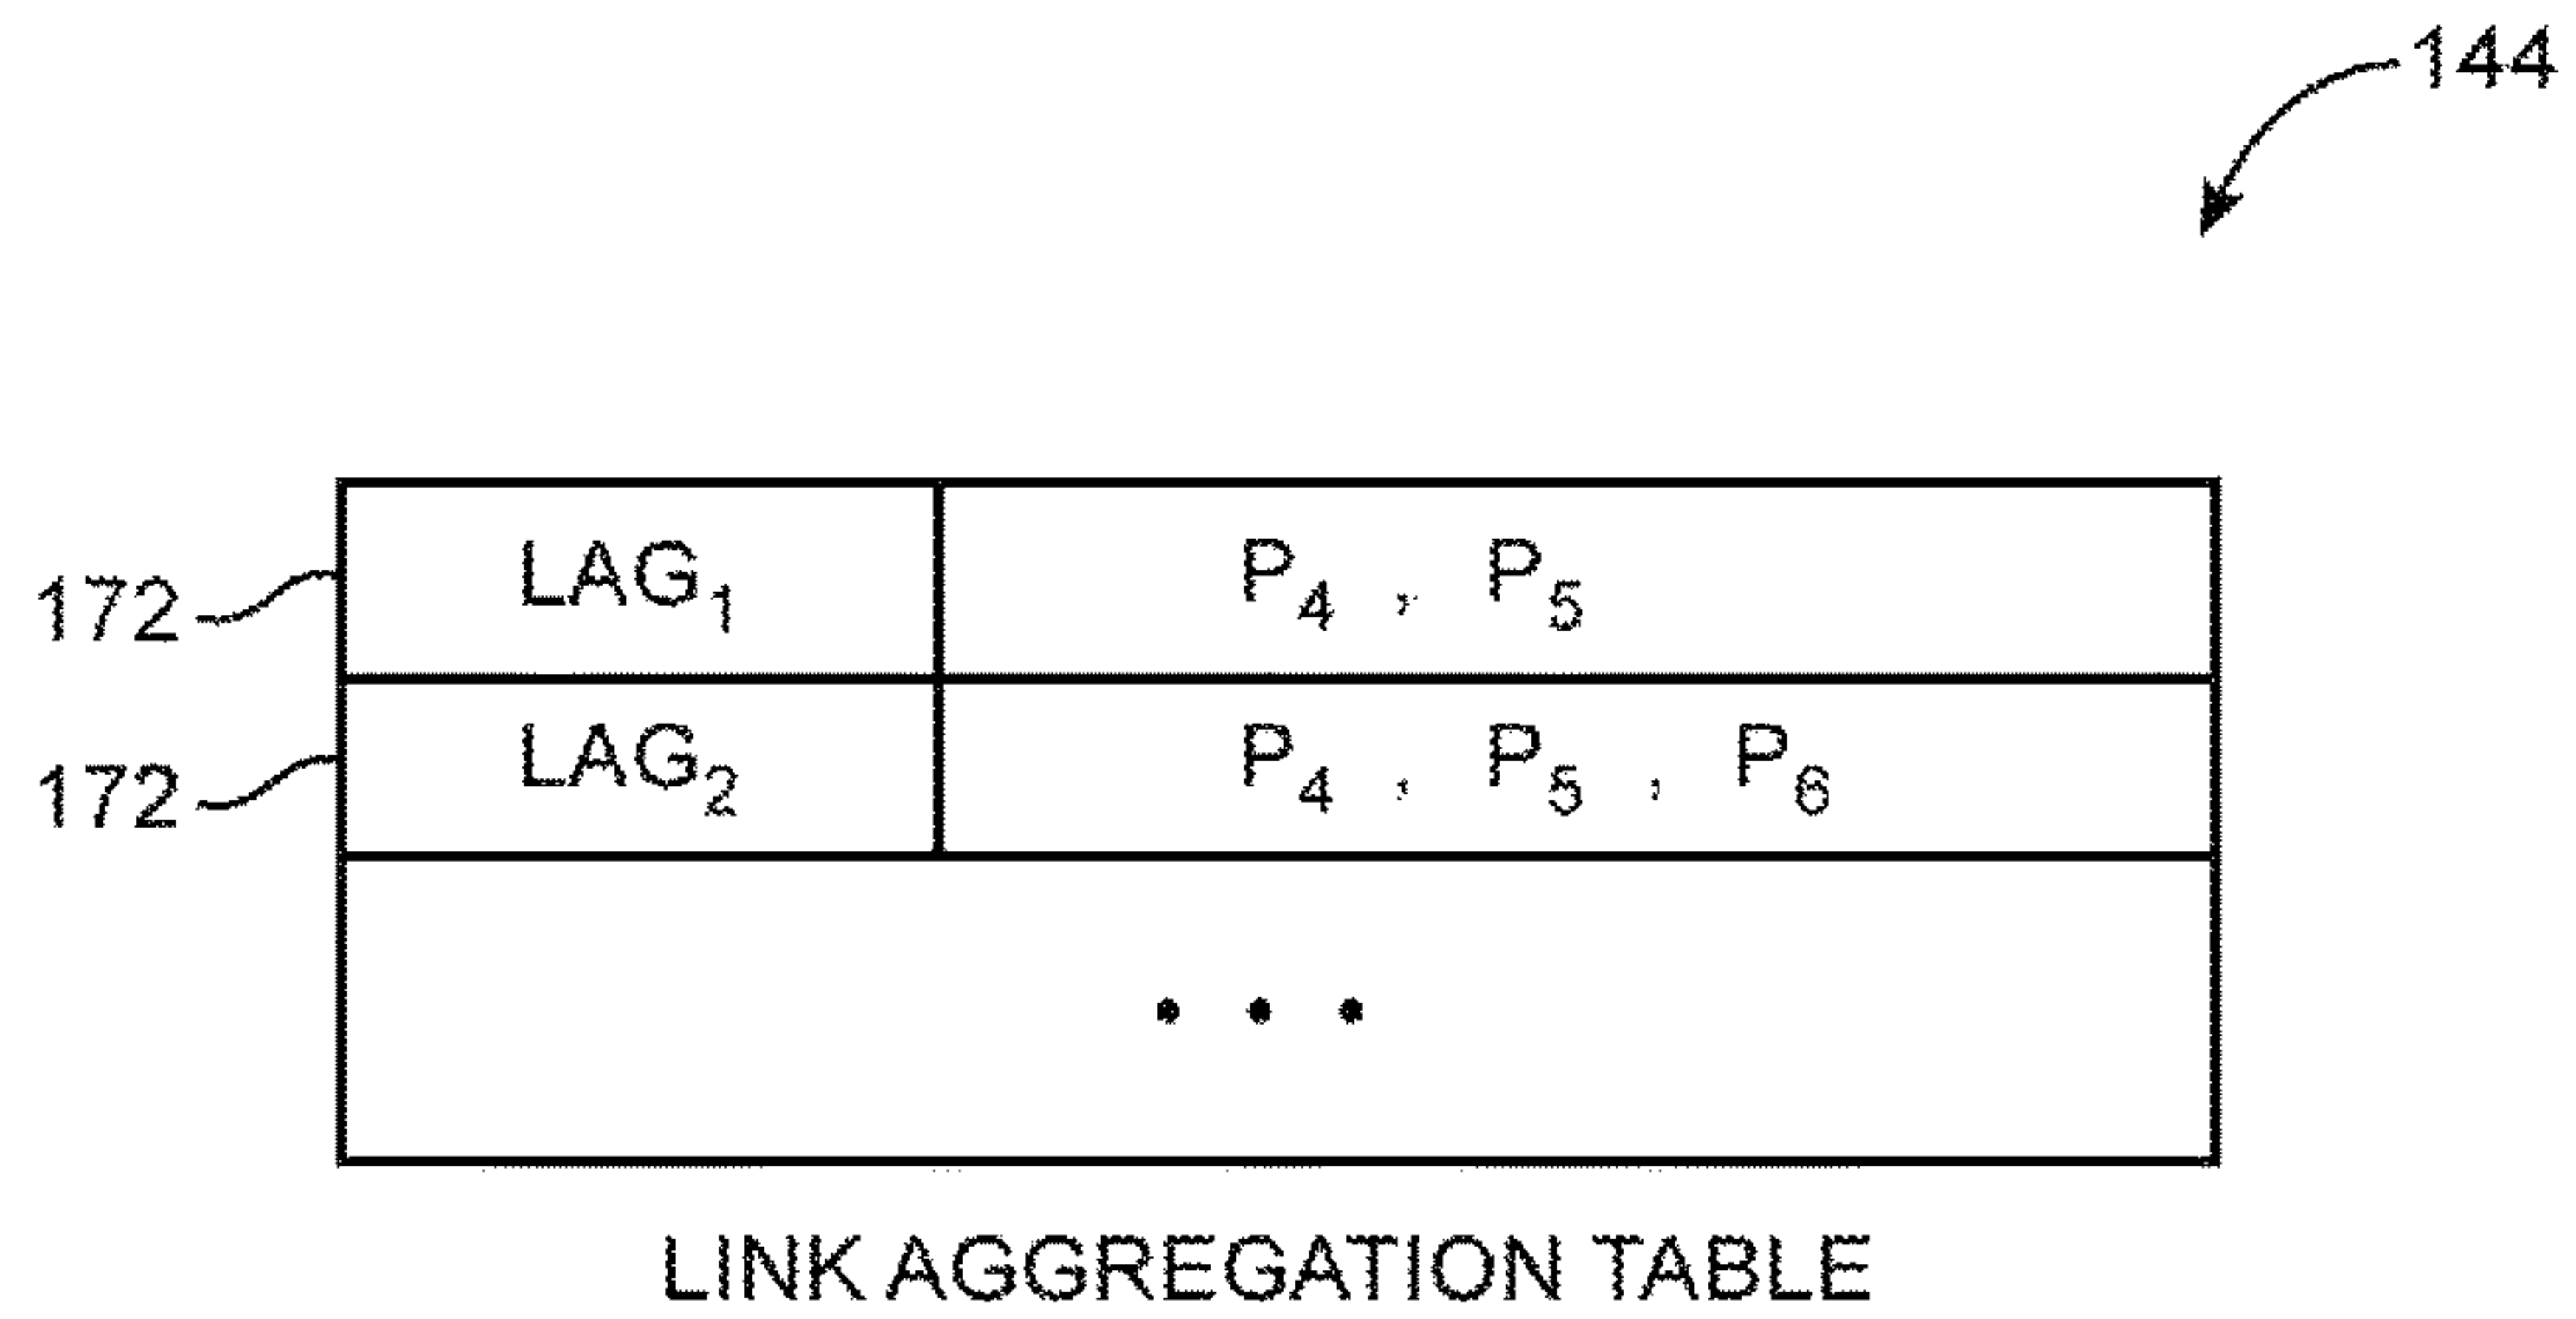 144
172 LAG₁ P₄ , P₅
172 LAG₂ P₄ , P₅ , P₆
• • •
LINK AGGREGATION TABLE